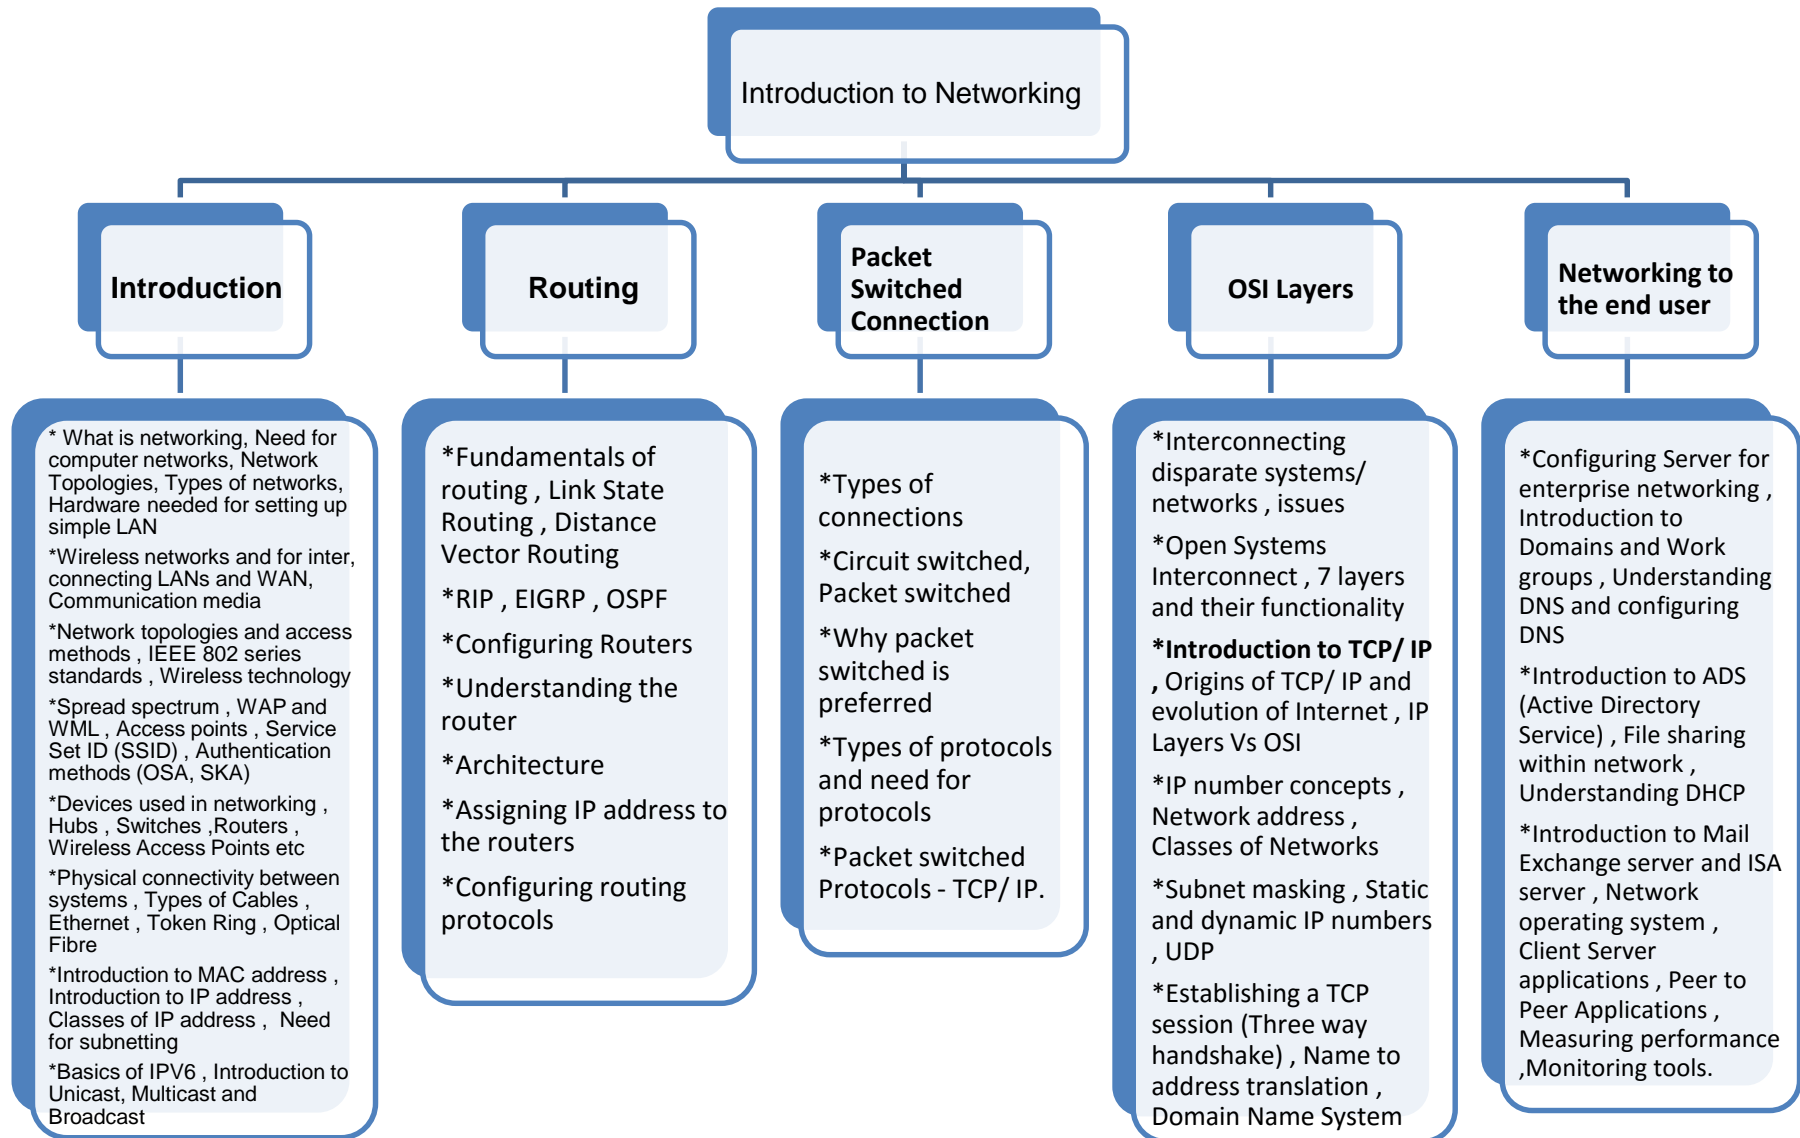 Introduction to Networking
Introduction
* What is networking, Need for
computer networks, Network
Topologies, Types of networks,
Hardware needed for setting up
simple LAN
*Wireless networks and for inter,
connecting LANs and WAN,
Communication media
*Network topologies and access
methods , IEEE 802 series
standards , Wireless technology
*Spread spectrum , WAP and
WML , Access points , Service
Set ID (SSID) , Authentication
methods (OSA, SKA)
*Devices used in networking ,
Hubs , Switches ,Routers ,
Wireless Access Points etc
*Physical connectivity between
systems , Types of Cables ,
Ethernet , Token Ring , Optical
Fibre
*Introduction to MAC address ,
Introduction to IP address ,
Classes of IP address , Need
for subnetting
*Basics of IPV6 , Introduction to
Unicast, Multicast and
Broadcast
Routing
*Fundamentals of
routing , Link State
Routing , Distance
Vector Routing
*RIP , EIGRP , OSPF
*Configuring Routers
*Understanding the
router
*Architecture
*Assigning IP address to
the routers
*Configuring routing
protocols
Packet
Switched
Connection
*Types of
connections
*Circuit switched,
Packet switched
*Why packet
switched is
preferred
*Types of protocols
and need for
protocols
*Packet switched
Protocols - TCP/ IP.
OSI Layers
*Interconnecting
disparate systems/
networks , issues
*Open Systems
Interconnect , 7 layers
and their functionality
*Introduction to TCP/ IP
, Origins of TCP/ IP and
evolution of Internet , IP
Layers Vs OSI
*IP number concepts ,
Network address ,
Classes of Networks
*Subnet masking , Static
and dynamic IP numbers
, UDP
*Establishing a TCP
session (Three way
handshake) , Name to
address translation ,
Domain Name System
Networking to
the end user
*Configuring Server for
enterprise networking ,
Introduction to
Domains and Work
groups , Understanding
DNS and configuring
DNS
*Introduction to ADS
(Active Directory
Service) , File sharing
within network ,
Understanding DHCP
*Introduction to Mail
Exchange server and ISA
server , Network
operating system ,
Client Server
applications , Peer to
Peer Applications ,
Measuring performance
,Monitoring tools.